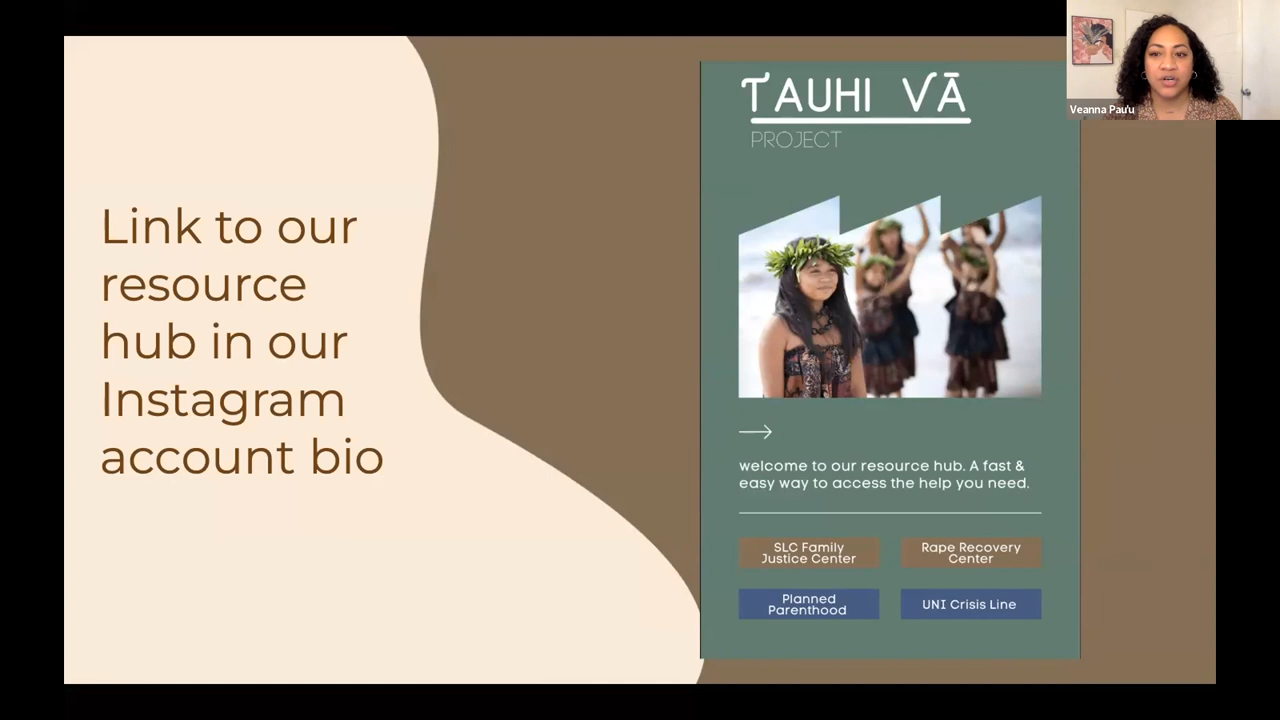 Link to our
resource
hub in our
Instagram
account bio
TAUHI VĀ
PROJECT
welcome to our resource hub. A fast &
easy way to access the help you need.
SLC Family
Justice Center
Rape Recovery
Center
Planned
Parenthood
UNI Crisis Line
Veanna Pau'u